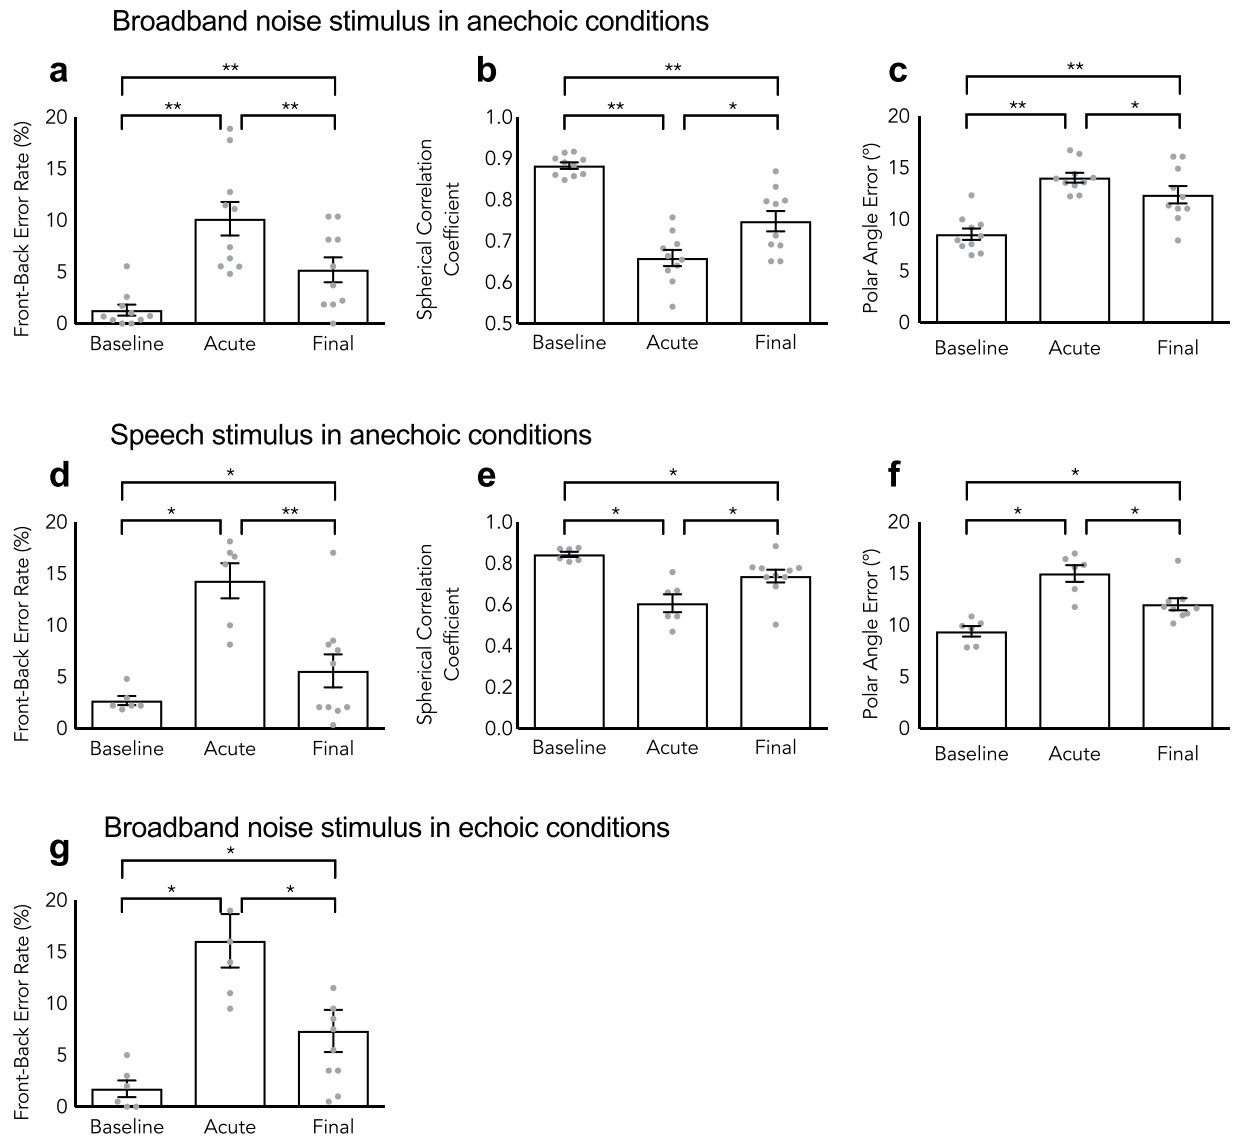 Broadband noise stimulus in anechoic conditions
a
**
**
**
Front-Back Error Rate (%)
20
15
10
5
0
Baseline Acute Final
b
**
**
*
Spherical Correlation
Coefficient
1.0
0.9
0.8
0.7
0.6
0.5
Baseline Acute Final
c
**
**
*
Polar Angle Error (°)
20
15
10
5
0
Baseline Acute Final
Speech stimulus in anechoic conditions
d
*
*
**
Front-Back Error Rate (%)
20
15
10
5
0
Baseline Acute Final
e
*
*
*
Spherical Correlation
Coefficient
1.0
0.8
0.6
0.4
0.2
0.0
Baseline Acute Final
f
*
*
*
Polar Angle Error (°)
20
15
10
5
0
Baseline Acute Final
Broadband noise stimulus in echoic conditions
g
*
*
*
Front-Back Error Rate (%)
20
15
10
5
0
Baseline Acute Final